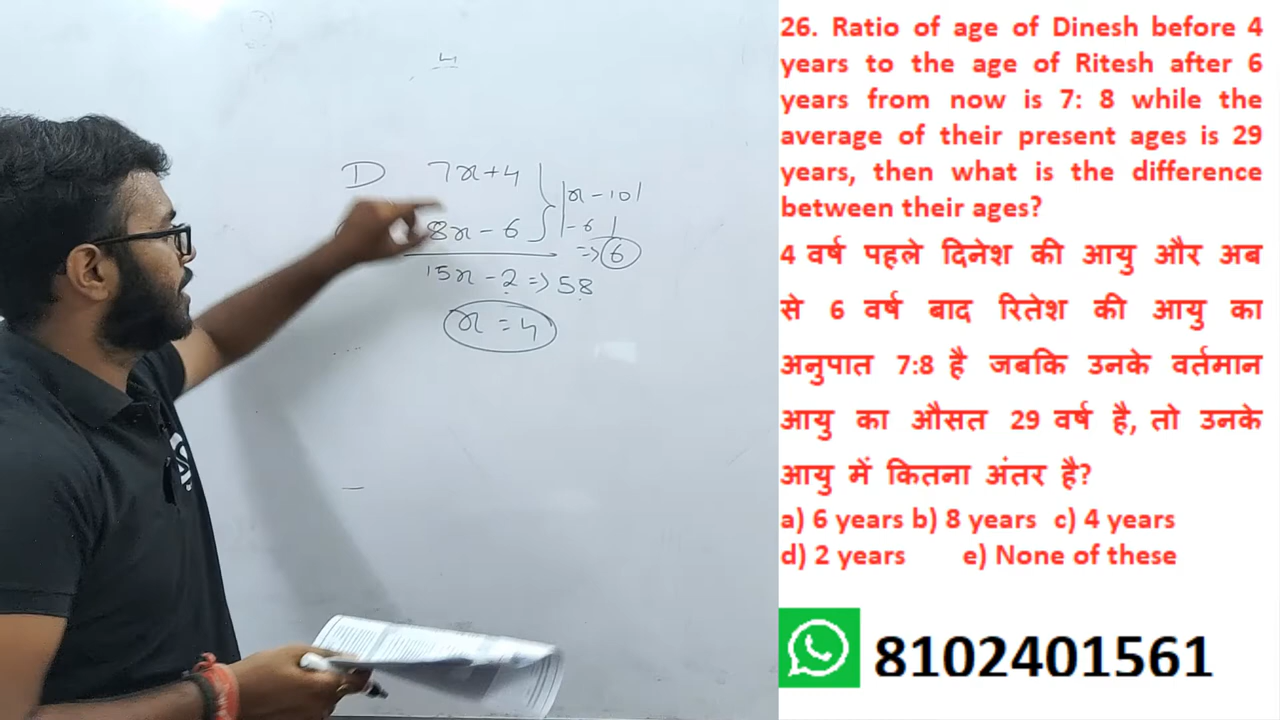 4
D 7x+4
8x-6
|x-10|
|-6|
=> 6
15x-2 => 58
x = 4
26. Ratio of age of Dinesh before 4
years to the age of Ritesh after 6
years from now is 7: 8 while the
average of their present ages is 29
years, then what is the difference
between their ages?
4 वर्ष पहले दिनेश की आयु और अब
से 6 वर्ष बाद रितेश की आयु का
अनुपात 7:8 है जबकि उनके वर्तमान
आयु का औसत 29 वर्ष है, तो उनके
आयु में कितना अंतर है?
a) 6 years b) 8 years c) 4 years
d) 2 years e) None of these
8102401561